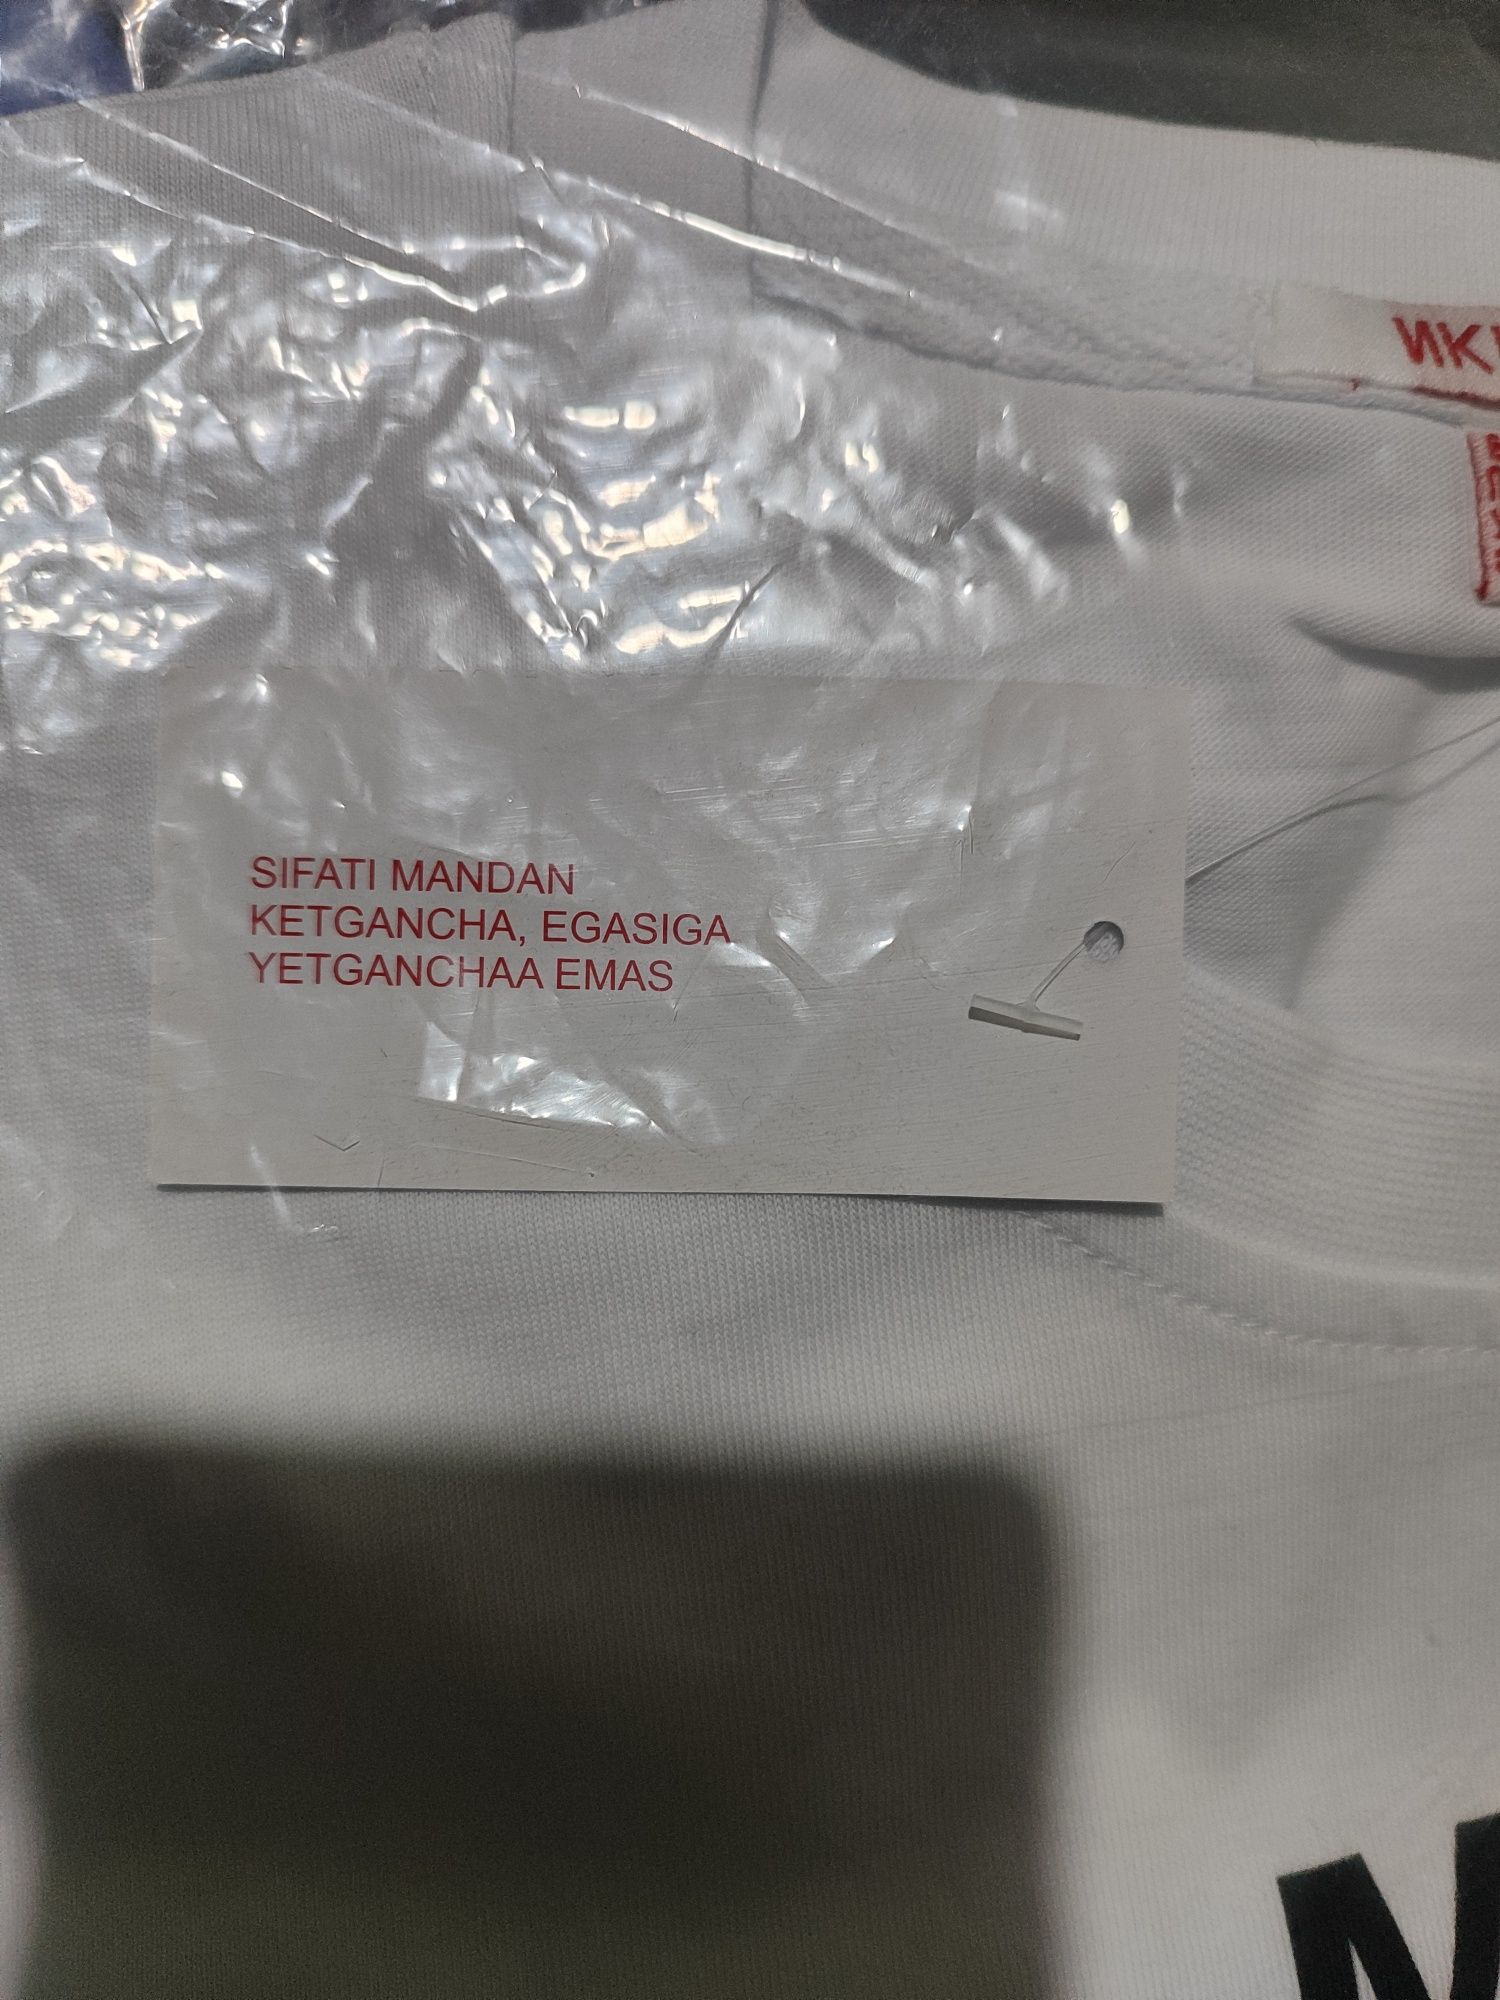 SIFATI MANDAN
KETGANCHA, EGASIGA
YETGANCHAA EMAS